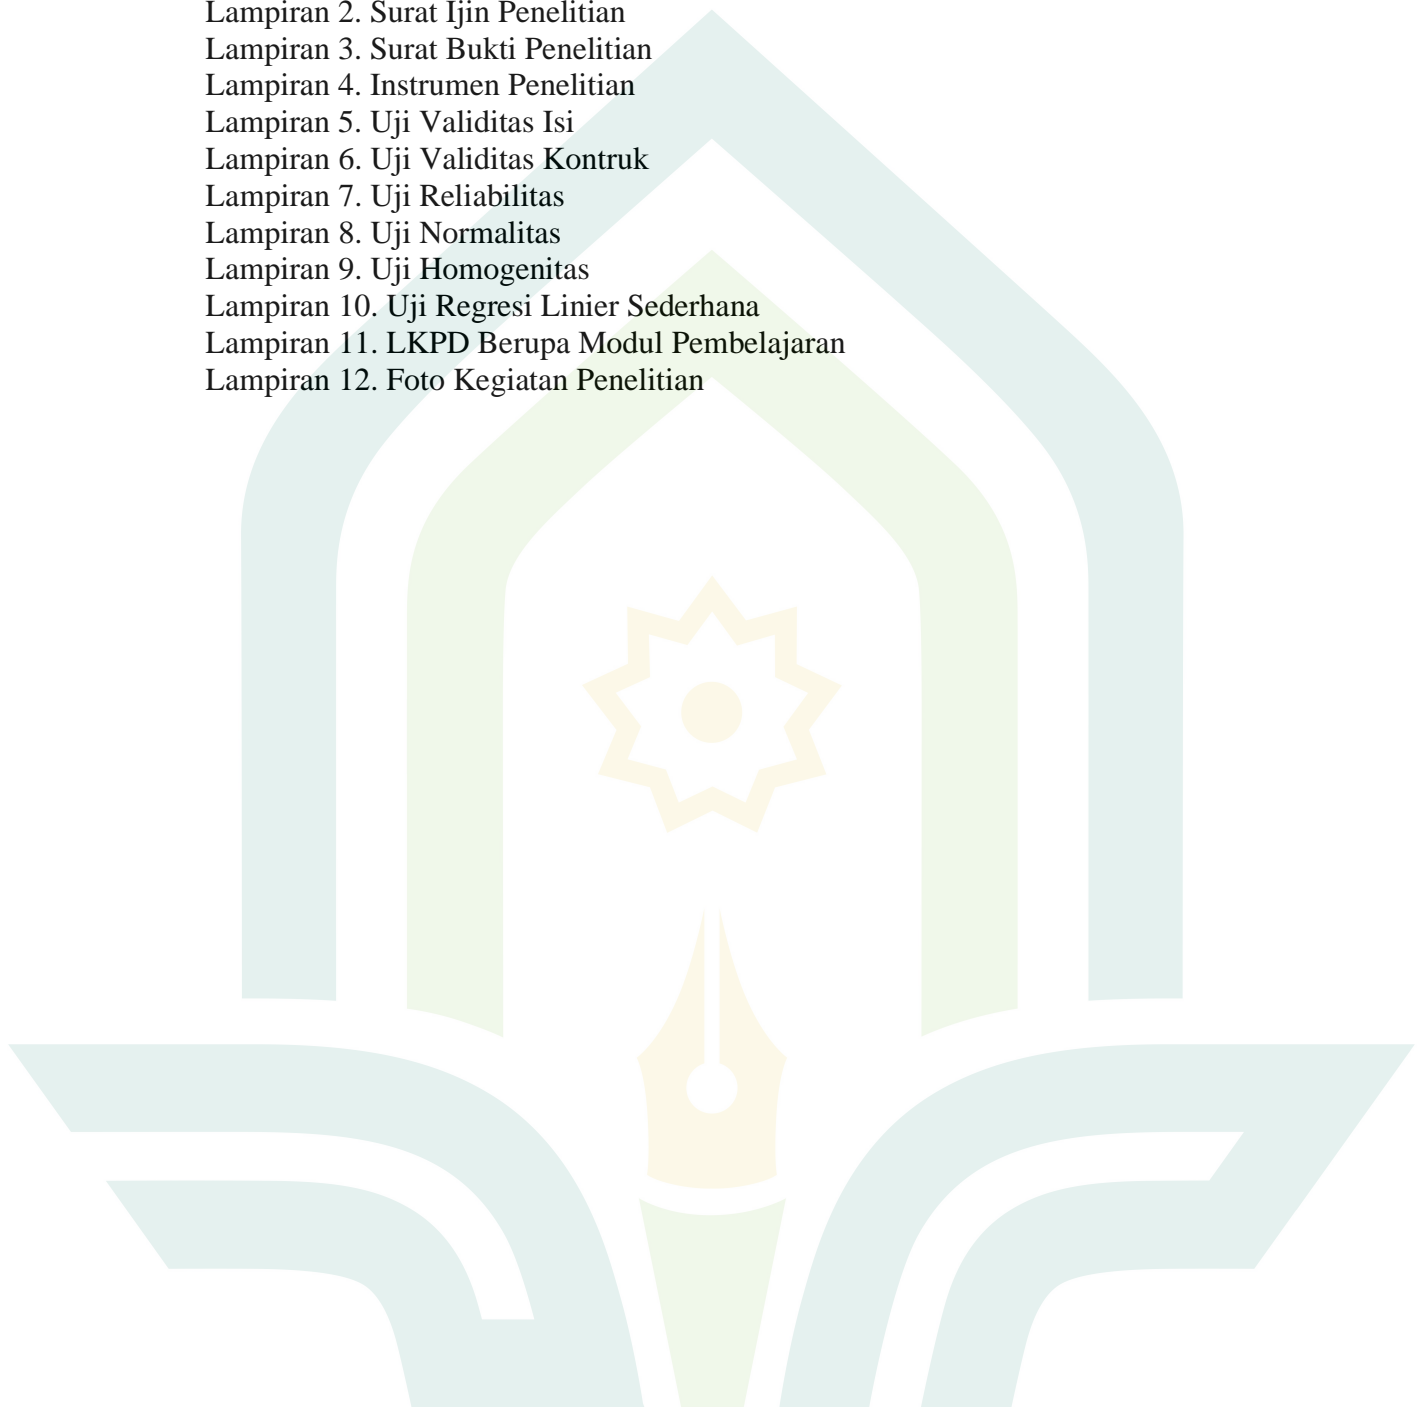 Lampiran 2. Surat Ijin Penelitian
Lampiran 3. Surat Bukti Penelitian
Lampiran 4. Instrumen Penelitian
Lampiran 5. Uji Validitas Isi
Lampiran 6. Uji Validitas Kontruk
Lampiran 7. Uji Reliabilitas
Lampiran 8. Uji Normalitas
Lampiran 9. Uji Homogenitas
Lampiran 10. Uji Regresi Linier Sederhana
Lampiran 11. LKPD Berupa Modul Pembelajaran
Lampiran 12. Foto Kegiatan Penelitian